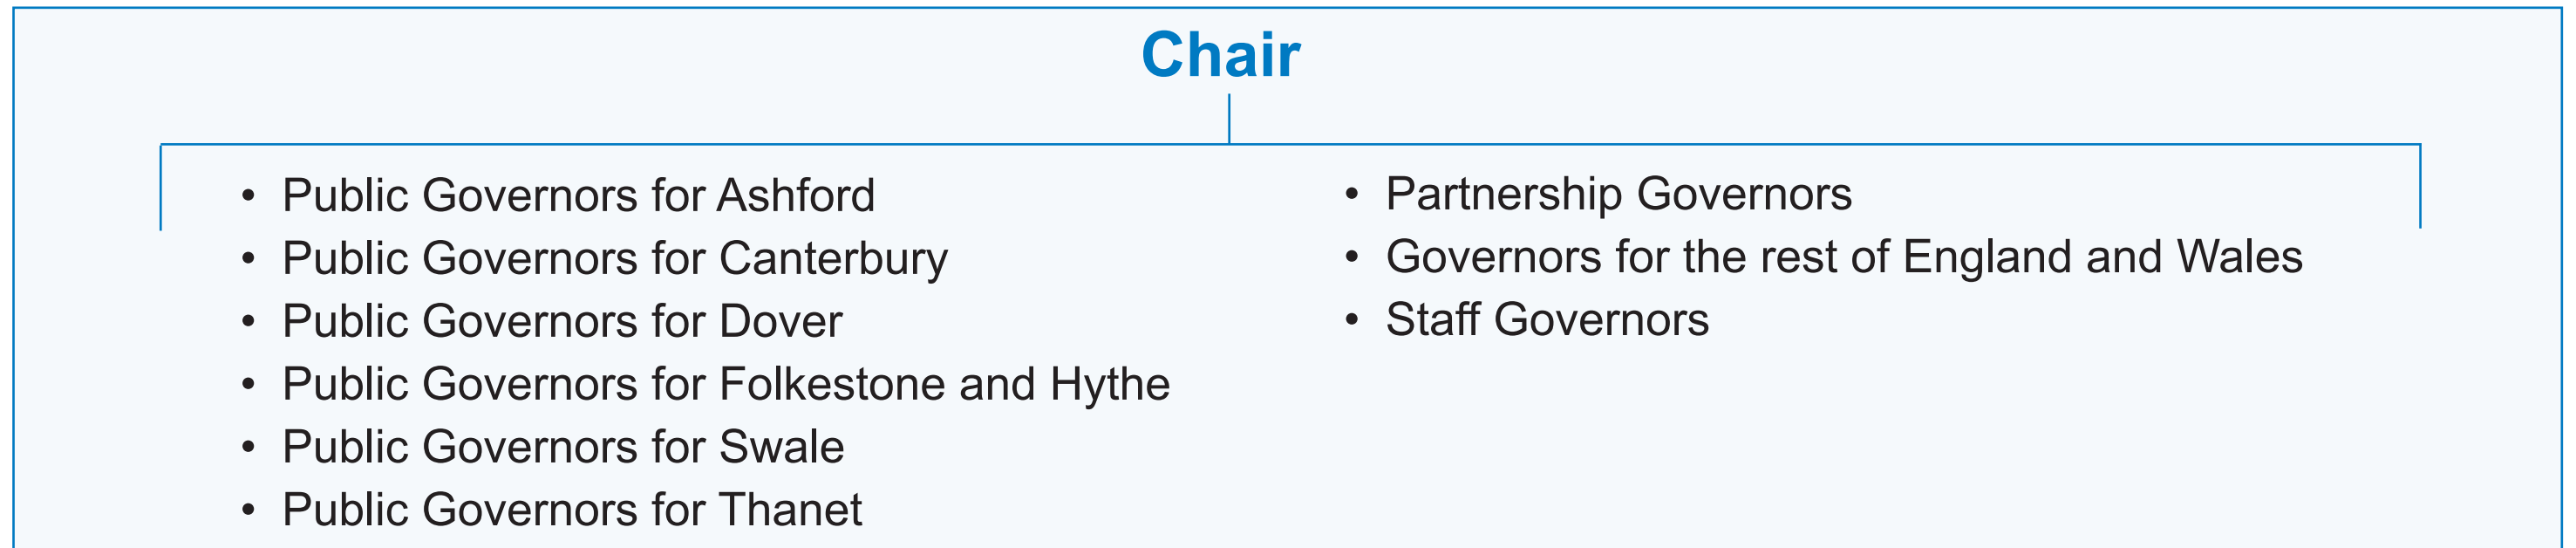 Chair
• Public Governors for Ashford
• Public Governors for Canterbury
• Public Governors for Dover
• Public Governors for Folkestone and Hythe
• Public Governors for Swale
• Public Governors for Thanet
• Partnership Governors
• Governors for the rest of England and Wales
• Staff Governors